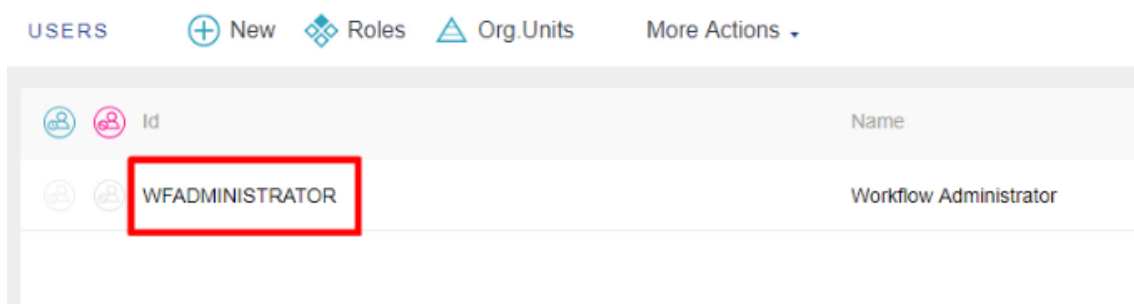 USERS New Roles Org.Units More Actions
Id Name
WFADMINISTRATOR Workflow Administrator